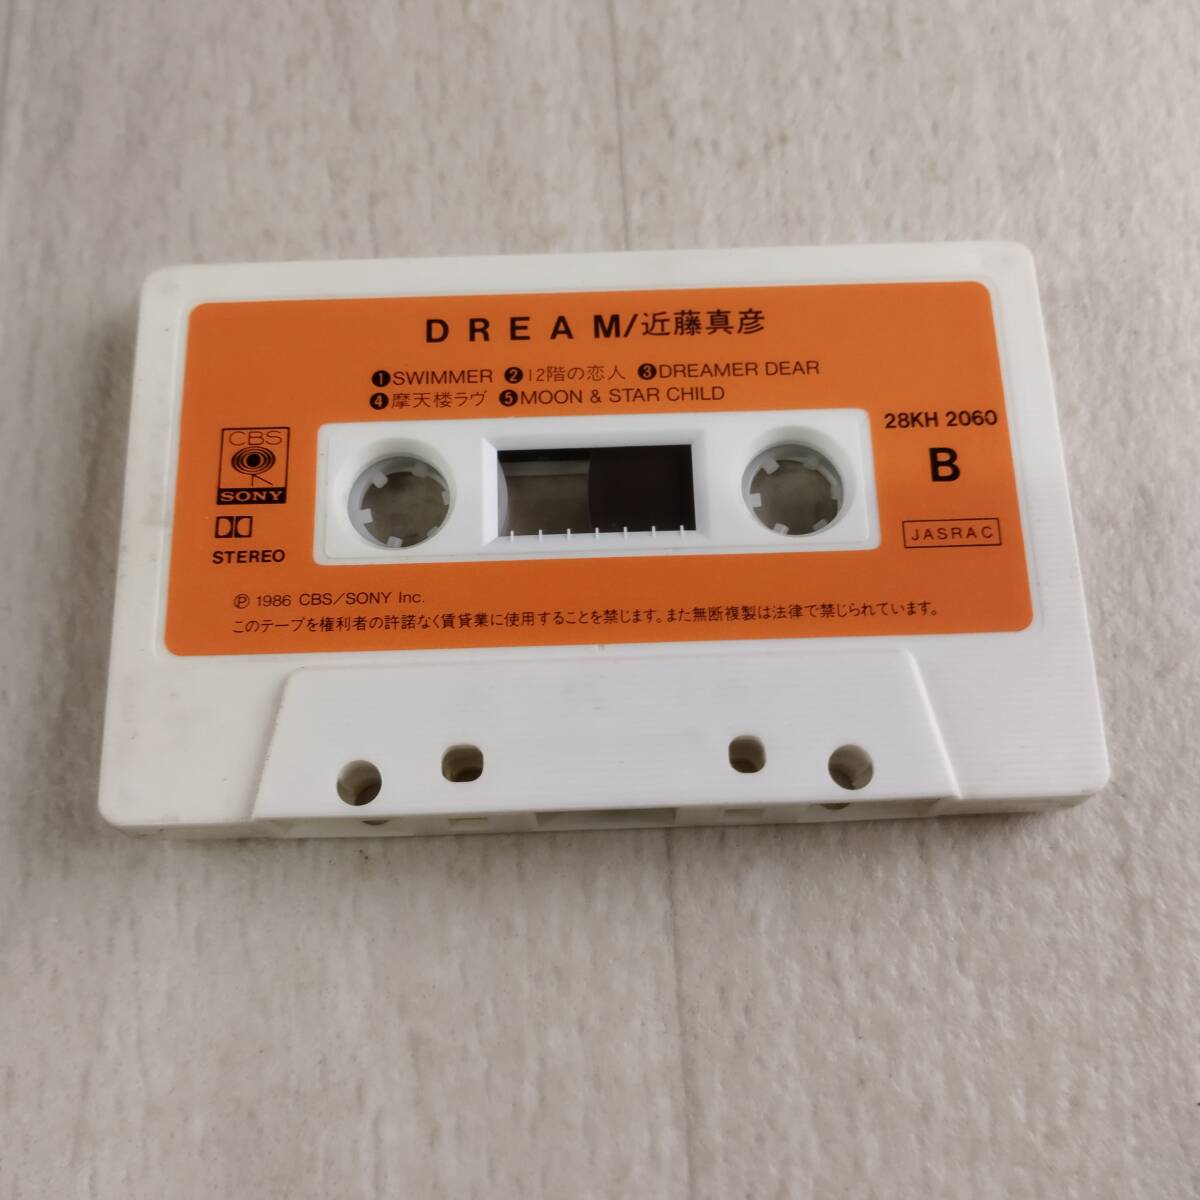 DREAM/近藤真彦
❶SWIMMER ❷12階の恋人 ❸DREAMER DEAR
❹摩天楼ラヴ ❺MOON & STAR CHILD
28KH 2060
CBS
SONY
B
STEREO
JASRAC
Ⓟ 1986 CBS/SONY Inc.
このテープを権利者の許諾なく賃貸業に使用することを禁じます。また無断複製は法律で禁じられています。